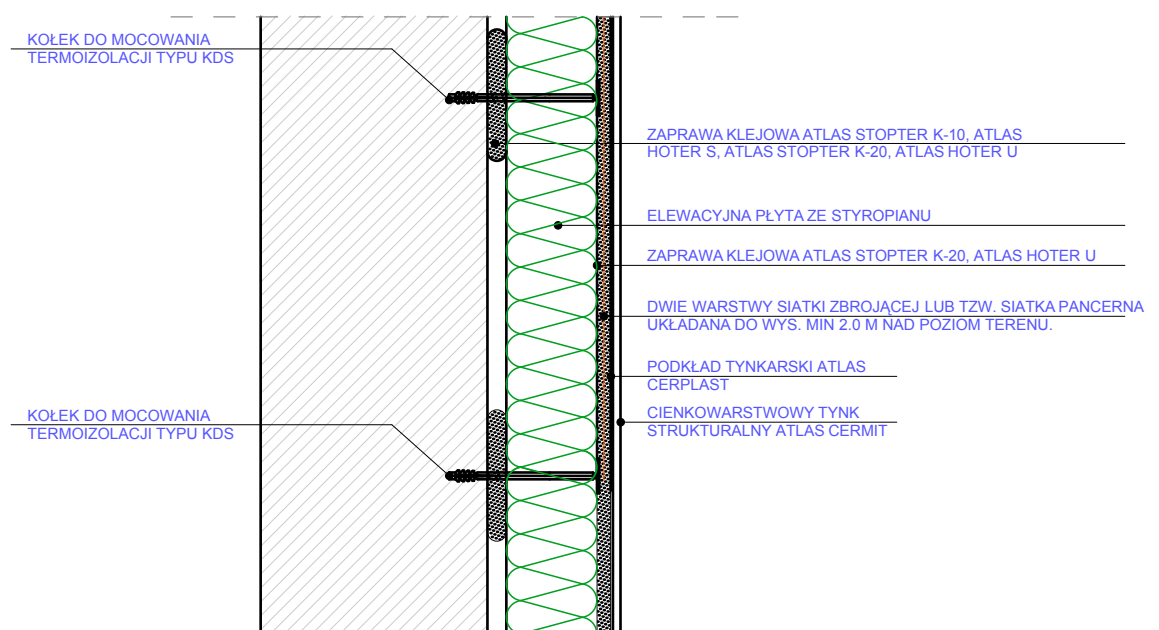 KOŁEK DO MOCOWANIA
TERMOIZOLACJI TYPU KDS
ZAPRAWA KLEJOWA ATLAS STOPTER K-10, ATLAS
HOTER S, ATLAS STOPTER K-20, ATLAS HOTER U
ELEWACYJNA PŁYTA ZE STYROPIANU
ZAPRAWA KLEJOWA ATLAS STOPTER K-20, ATLAS HOTER U
DWIE WARSTWY SIATKI ZBROJĄCEJ LUB TZW. SIATKA PANCERNA
UKŁADANA DO WYS. MIN 2.0 M NAD POZIOM TERENU.
PODKŁAD TYNKARSKI ATLAS
CERPLAST
KOŁEK DO MOCOWANIA
TERMOIZOLACJI TYPU KDS
CIENKOWARSTWOWY TYNK
STRUKTURALNY ATLAS CERMIT